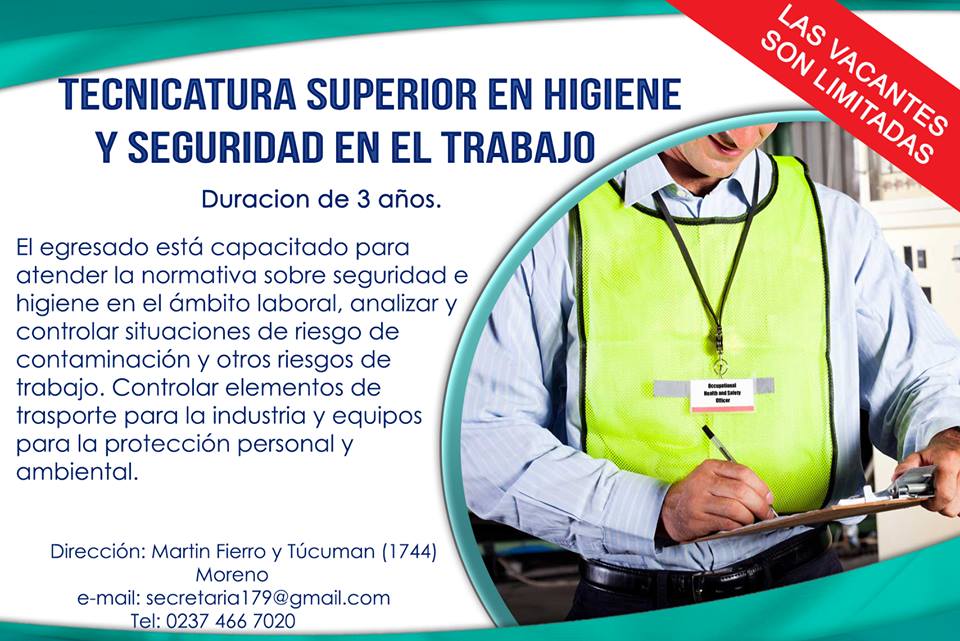 LAS VACANTES
SON LIMITADAS
TECNICATURA SUPERIOR EN HIGIENE
Y SEGURIDAD EN EL TRABAJO
Duracion de 3 años.
El egresado está capacitado para
atender la normativa sobre seguridad e
higiene en el ámbito laboral, analizar y
controlar situaciones de riesgo de
contaminación y otros riesgos de
trabajo. Controlar elementos de
trasporte para la industria y equipos
para la protección personal y
ambiental.
Occupational
Health and Safety
Officer
Dirección: Martin Fierro y Túcuman (1744)
Moreno
e-mail: secretaria179@gmail.com
Tel: 0237 466 7020